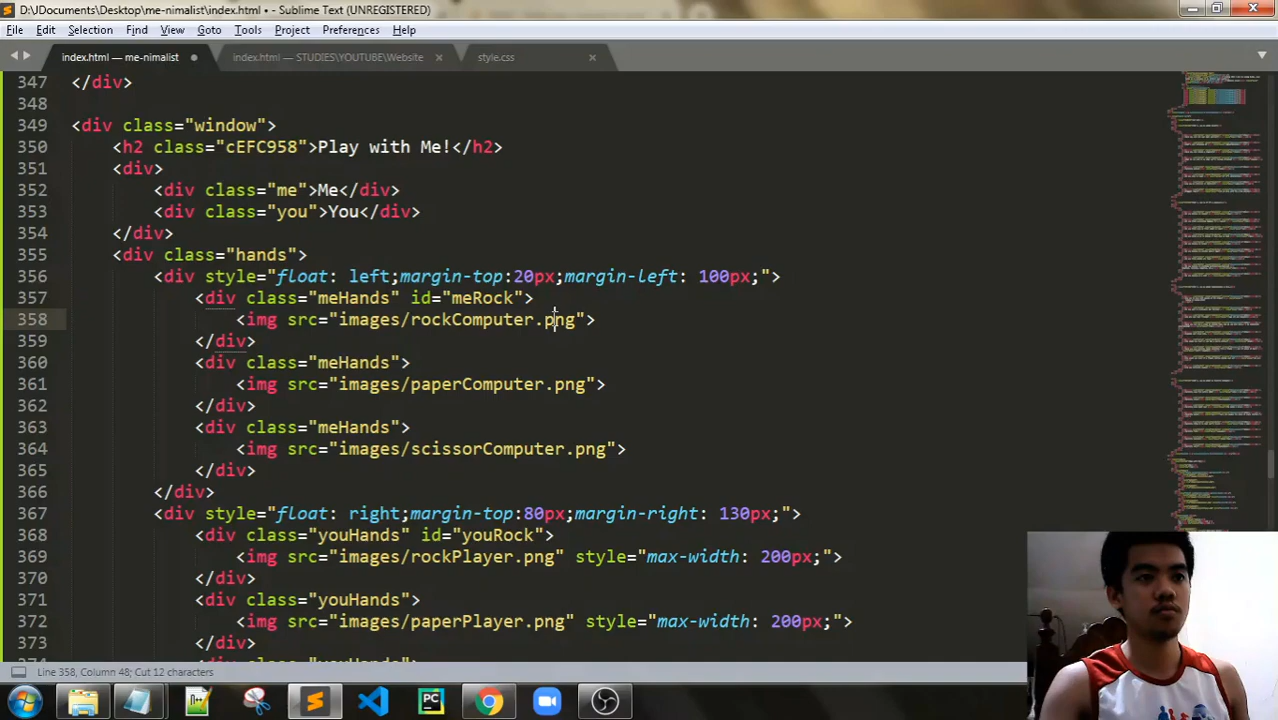 D:\JDocuments\Desktop\me-nimalist\index.html • - Sublime Text (UNREGISTERED)
File Edit Selection Find View Goto Tools Project Preferences Help
index.html — me-nimalist index.html — STUDIES\YOUTUBE\Website style.css
347 </div>
348
349 <div class="window">
350 <h2 class="cEFC958">Play with Me!</h2>
351 <div>
352 <div class="me">Me</div>
353 <div class="you">You</div>
354 </div>
355 <div class="hands">
356 <div style="float: left;margin-top:20px;margin-left: 100px;">
357 <div class="meHands" id="meRock">
358 <img src="images/rockComputer.png">
359 </div>
360 <div class="meHands">
361 <img src="images/paperComputer.png">
362 </div>
363 <div class="meHands">
364 <img src="images/scissorComputer.png">
365 </div>
366 </div>
367 <div style="float: right;margin-top:80px;margin-right: 130px;">
368 <div class="youHands" id="youRock">
369 <img src="images/rockPlayer.png" style="max-width: 200px;">
370 </div>
371 <div class="youHands">
372 <img src="images/paperPlayer.png" style="max-width: 200px;">
373 </div>
Line 358, Column 48; Cut 12 characters
PC